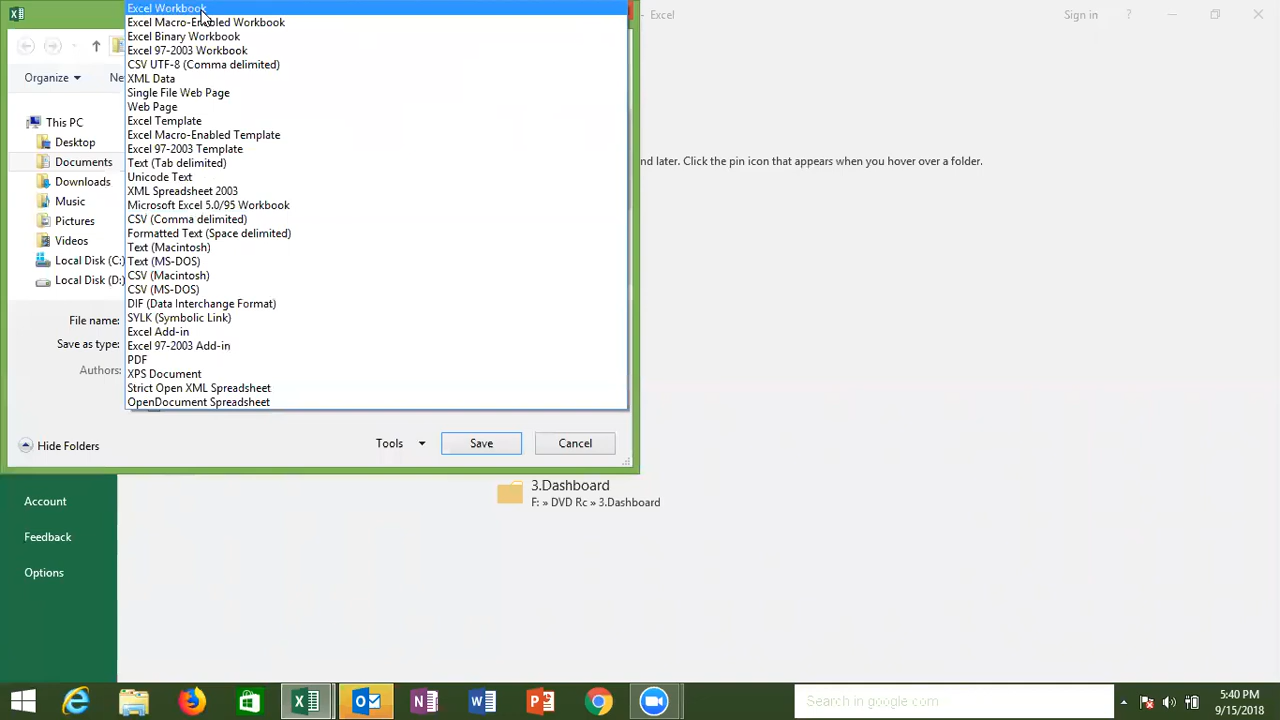 Excel Workbook
- Excel
Sign in
?
Excel Macro-Enabled Workbook
Excel Binary Workbook
Excel 97-2003 Workbook
CSV UTF-8 (Comma delimited)
Organize
XML Data
Single File Web Page
Web Page
This PC
Excel Template
Excel Macro-Enabled Template
Desktop
Excel 97-2003 Template
Documents
Text (Tab delimited)
nd later. Click the pin icon that appears when you hover over a folder.
Downloads
Unicode Text
XML Spreadsheet 2003
Music
Microsoft Excel 5.0/95 Workbook
Pictures
CSV (Comma delimited)
Formatted Text (Space delimited)
Videos
Text (Macintosh)
Local Disk (C:)
Text (MS-DOS)
CSV (Macintosh)
Local Disk (D:)
CSV (MS-DOS)
DIF (Data Interchange Format)
File name:
SYLK (Symbolic Link)
Excel Add-in
Save as type:
Excel 97-2003 Add-in
PDF
Authors:
XPS Document
Strict Open XML Spreadsheet
OpenDocument Spreadsheet
Hide Folders
Tools
Save
Cancel
3.Dashboard
F: » DVD Rc » 3.Dashboard
Account
Feedback
Options
Search in google.com
5:40 PM
9/15/2018